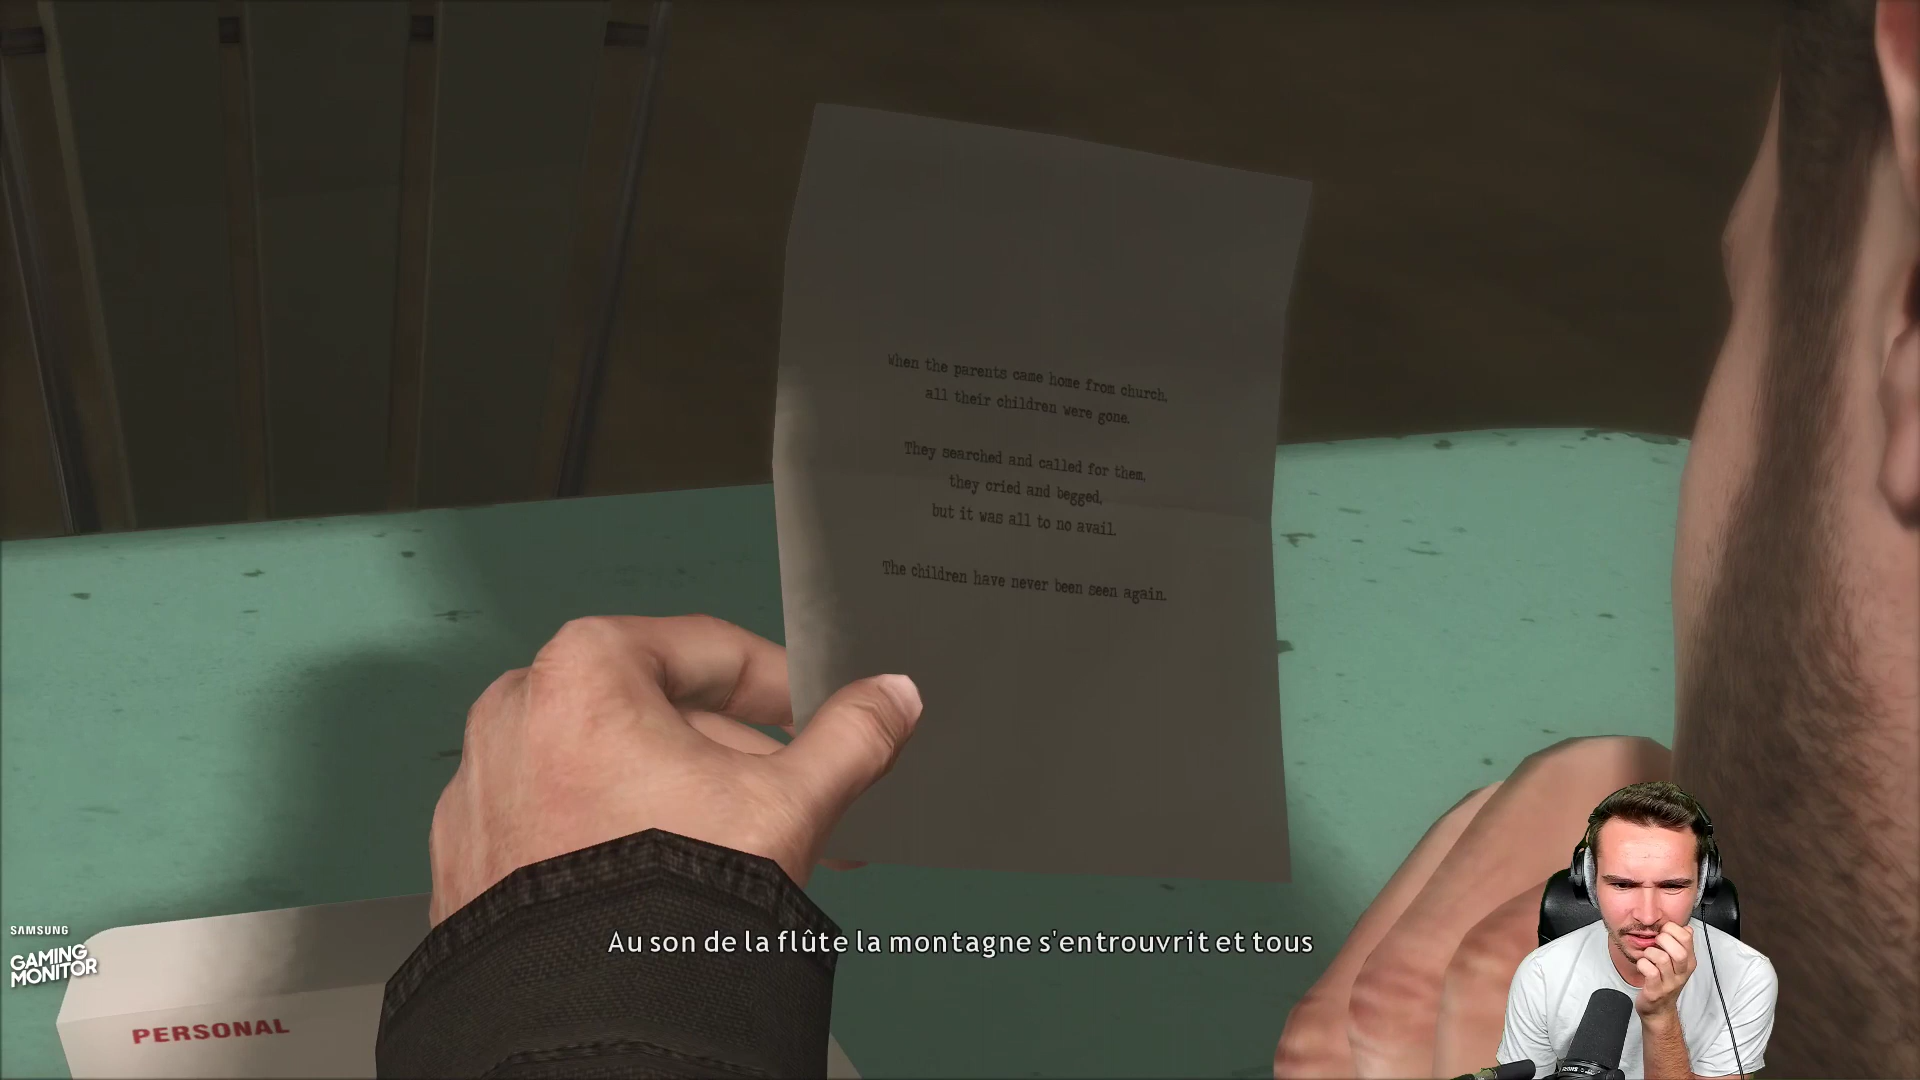 When the parents came home from church,
all their children were gone.
They searched and called for them,
they cried and begged,
but it was all to no avail.
The children have never been seen again.
SAMSUNG
GAMING
MONITOR
Au son de la flûte la montagne s'entrouvrit et tous
PERSONAL